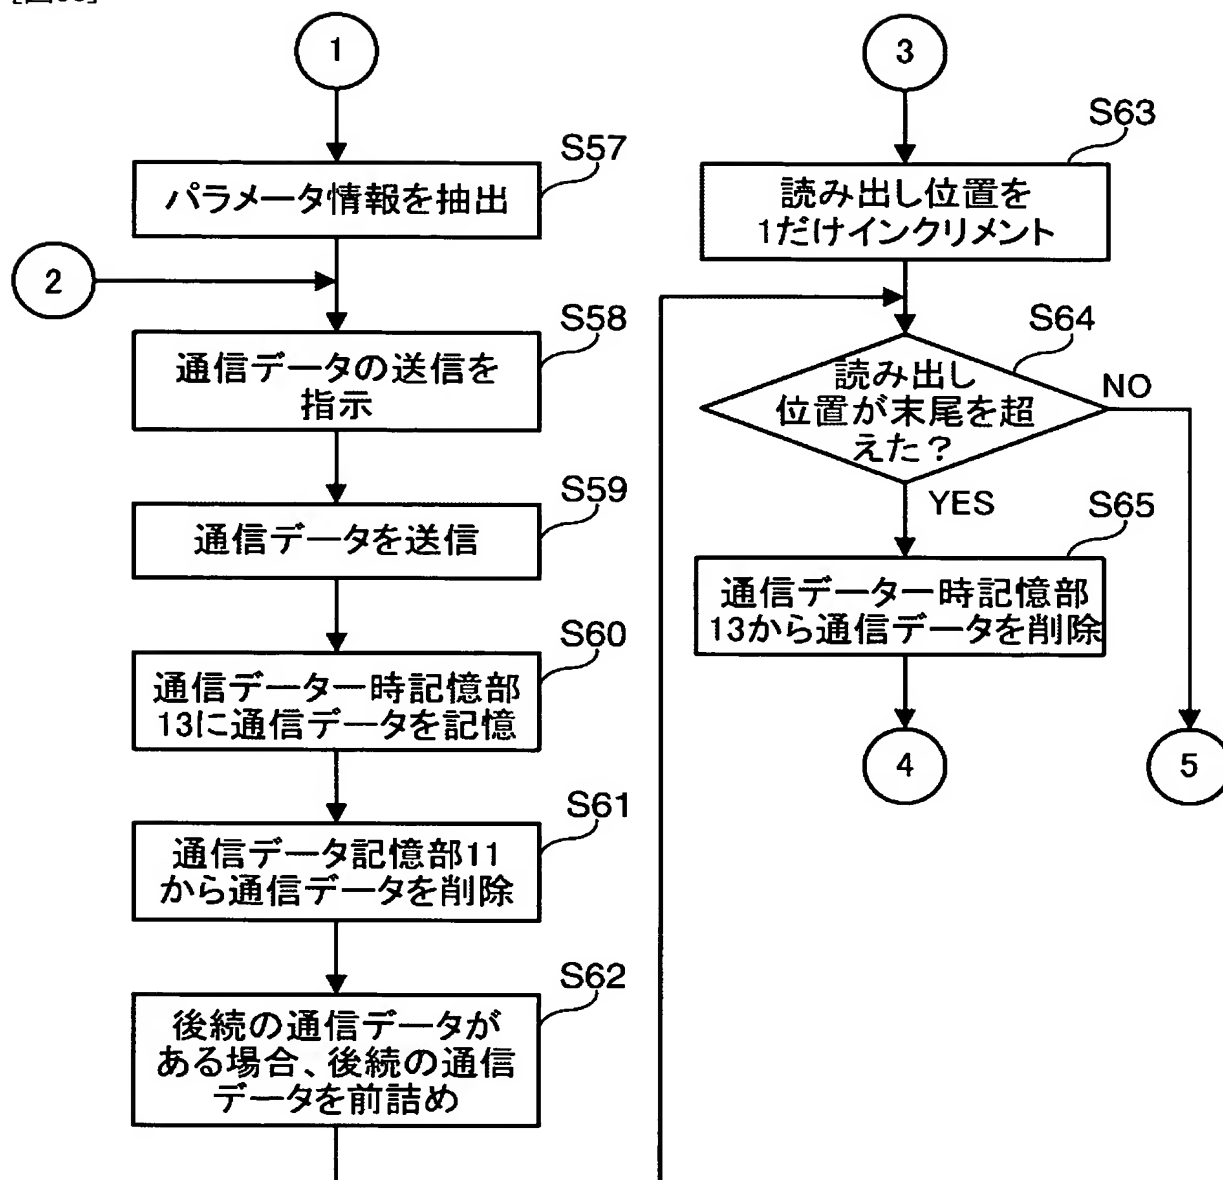 1
S57
パラメータ情報を抽出
2
S58
通信データの送信を
指示
S59
通信データを送信
S60
通信データ一時記憶部
13に通信データを記憶
S61
通信データ記憶部11
から通信データを削除
S62
後続の通信データが
ある場合、後続の通信
データを前詰め
3
S63
読み出し位置を
1だけインクリメント
S64
読み出し
位置が末尾を超
えた?
NO
YES
S65
通信データ一時記憶部
13から通信データを削除
4
5